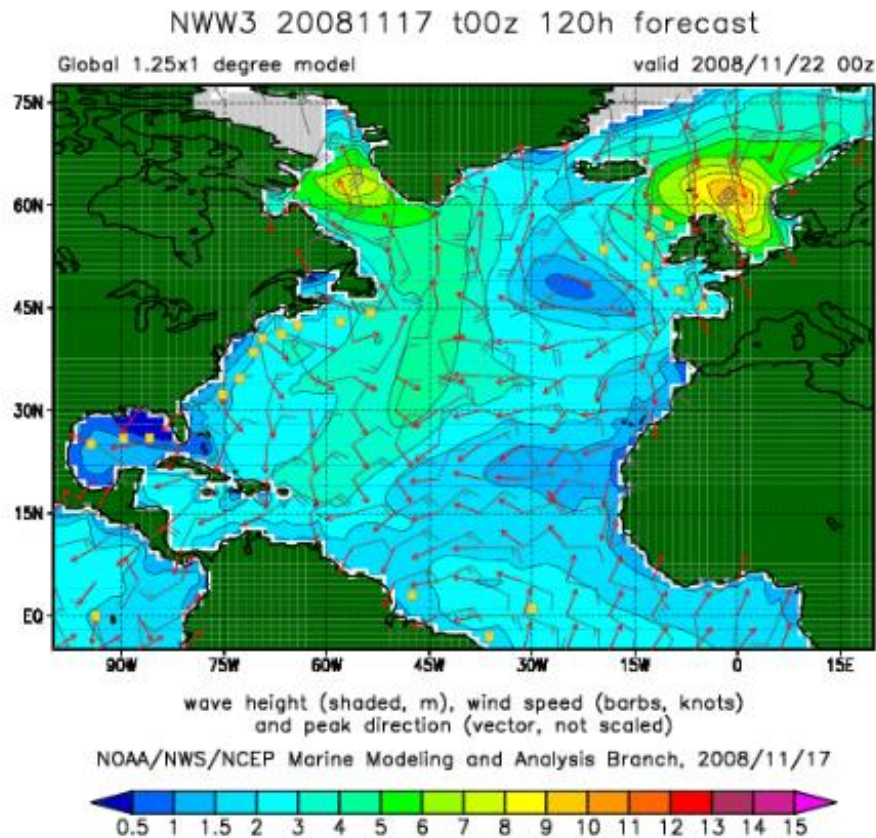 NWW3 20081117 t00z 120h forecast
Global 1.25x1 degree model valid 2008/11/22 00z
75N
60N
45N
30N
15N
EQ
90W 75W 60W 45W 30W 15W 0 15E
wave height (shaded, m), wind speed (barbs, knots)
and peak direction (vector, not scaled)
NOAA/NWS/NCEP Marine Modeling and Analysis Branch, 2008/11/17
0.5 1 1.5 2 3 4 5 6 7 8 9 10 11 12 13 14 15